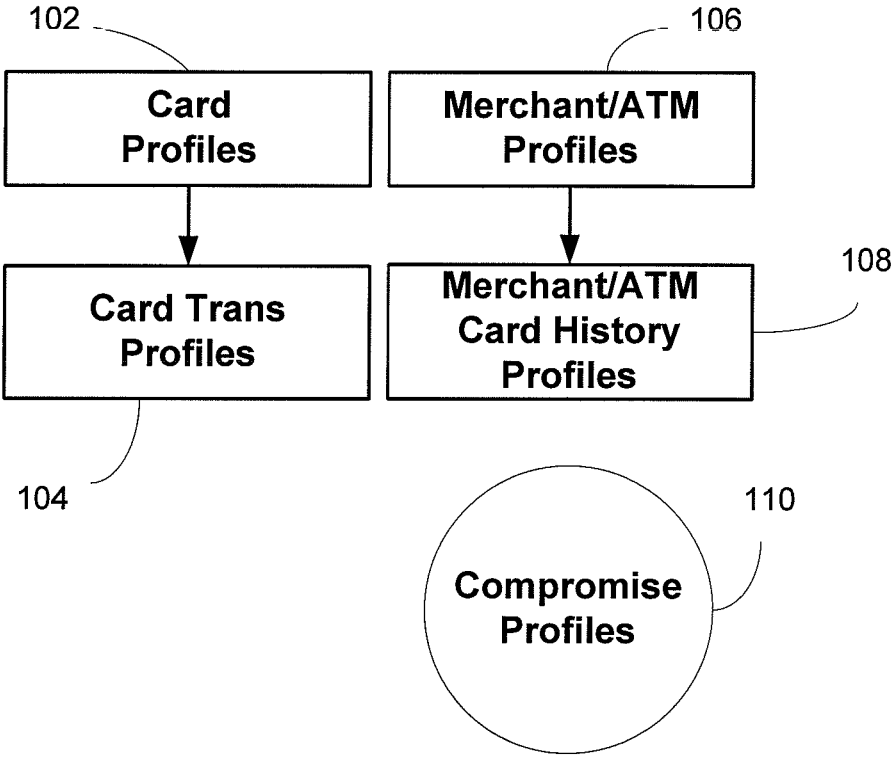 102
106
Card
Profiles
Merchant/ATM
Profiles
108
Card Trans
Profiles
Merchant/ATM
Card History
Profiles
104
110
Compromise
Profiles